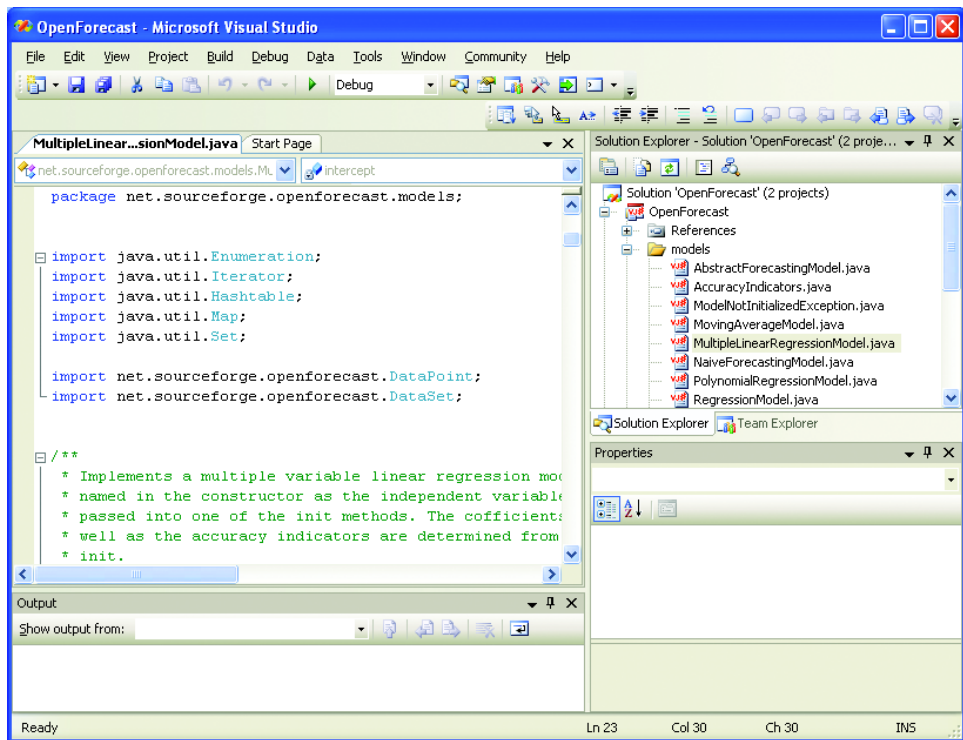 OpenForecast - Microsoft Visual Studio
File Edit View Project Build Debug Data Tools Window Community Help
Debug
MultipleLinear...sionModel.java Start Page
net.sourceforge.openforecast.models.Mu intercept
package net.sourceforge.openforecast.models;
import java.util.Enumeration;
import java.util.Iterator;
import java.util.Hashtable;
import java.util.Map;
import java.util.Set;
import net.sourceforge.openforecast.DataPoint;
import net.sourceforge.openforecast.DataSet;
/**
* Implements a multiple variable linear regression mod
* named in the constructor as the independent variable
* passed into one of the init methods. The cofficients
* well as the accuracy indicators are determined from
* init.
Solution Explorer - Solution 'OpenForecast' (2 proje...
Solution 'OpenForecast' (2 projects)
OpenForecast
References
models
AbstractForecastingModel.java
AccuracyIndicators.java
ModelNotInitializedException.java
MovingAverageModel.java
MultipleLinearRegressionModel.java
NaiveForecastingModel.java
PolynomialRegressionModel.java
RegressionModel.java
Solution Explorer Team Explorer
Properties
Output
Show output from:
Ready Ln 23 Col 30 Ch 30 INS